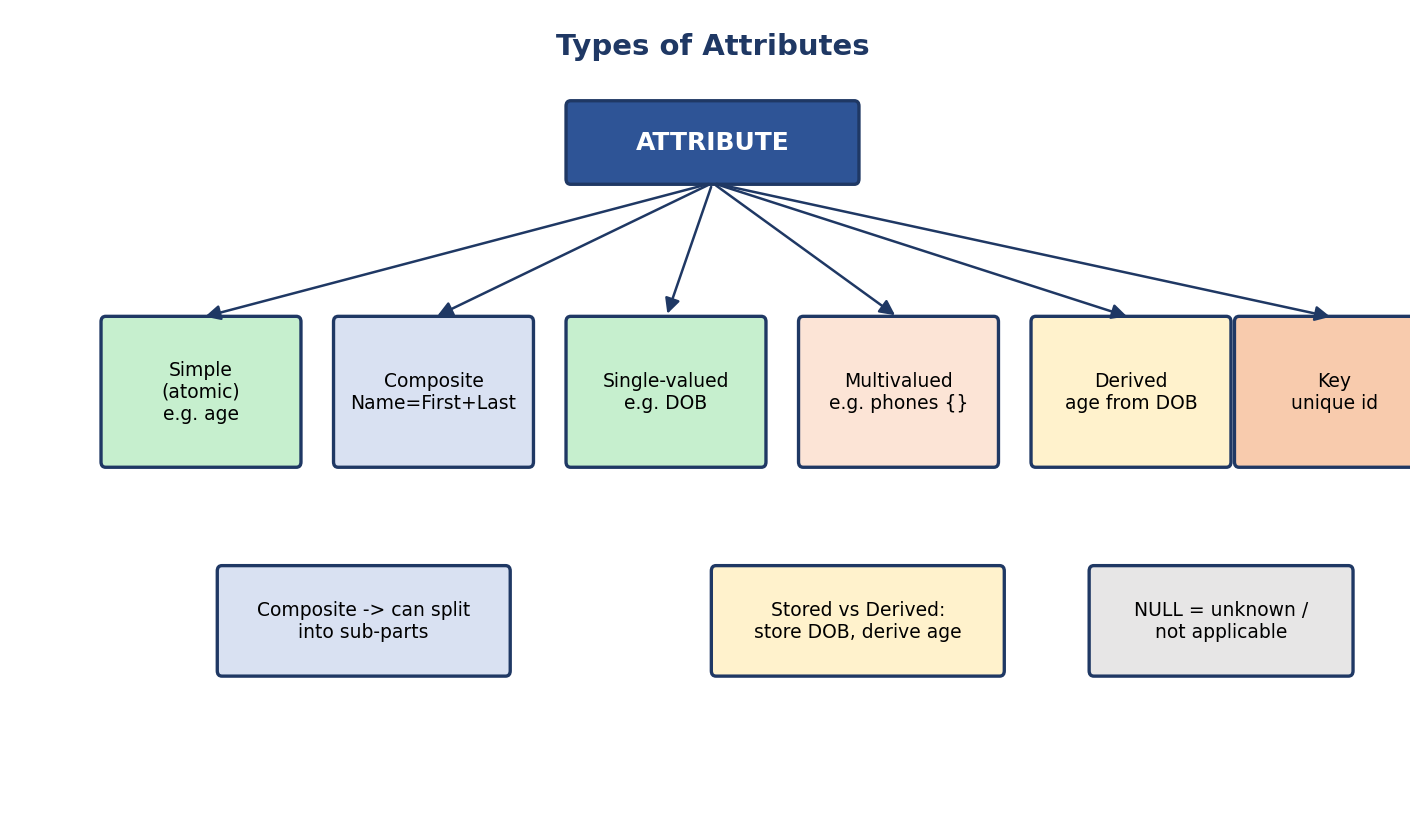 Types of Attributes
ATTRIBUTE
Simple
(atomic)
e.g. age
Composite
Name=First+Last
Single-valued
e.g. DOB
Multivalued
e.g. phones {}
Derived
age from DOB
Key
unique id
Composite -> can split
into sub-parts
Stored vs Derived:
store DOB, derive age
NULL = unknown /
not applicable